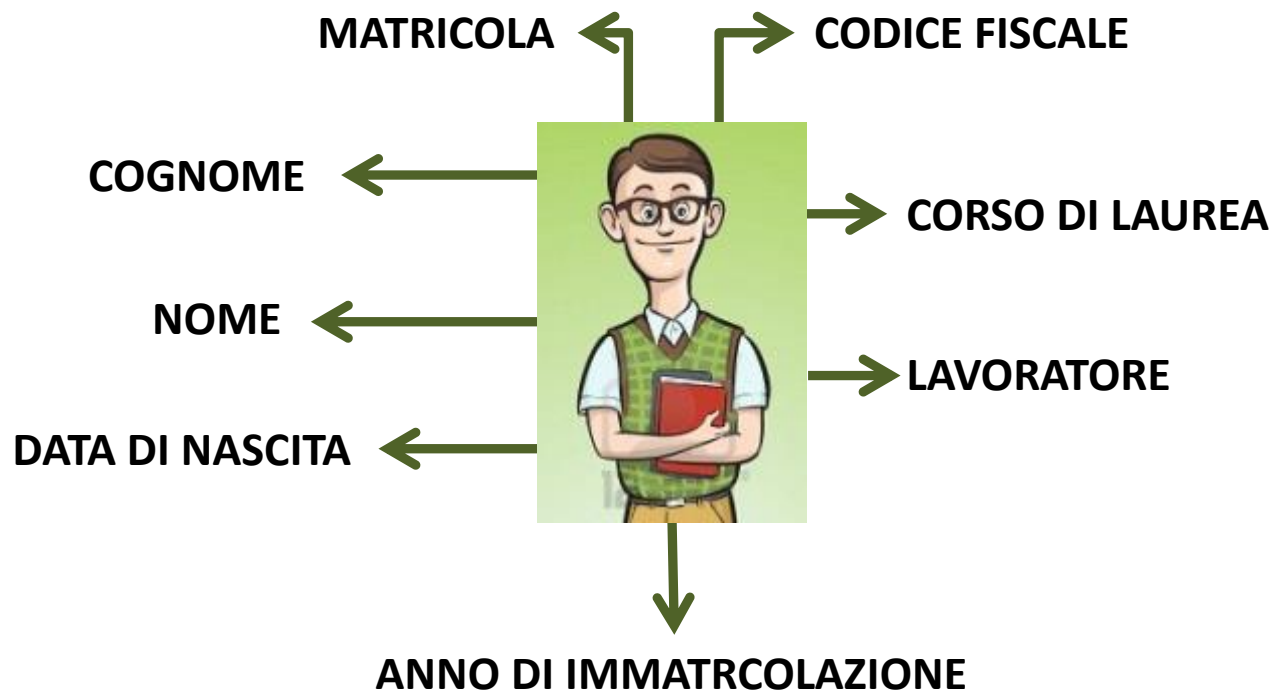 MATRICOLA
CODICE FISCALE
COGNOME
CORSO DI LAUREA
NOME
LAVORATORE
DATA DI NASCITA
ANNO DI IMMATRCOLAZIONE